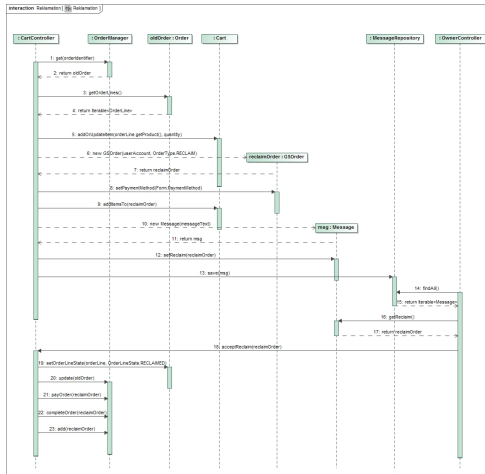 interaction Reklamation[ Reklamation ]
: CartController
: OrderManager
oldOrder : Order
: Cart
: MessageRepository
: OwnerController
1: get(orderIdentifier)
2: return oldOrder
3: getOrderLines()
4: return Iterable<OrderLine>
5: addOrUpdateItem(orderLine.getProduct(), quantity)
6: new GSOrder(userAccount, OrderType.RECLAIM)
reclaimOrder : GSOrder
7: return reclaimOrder
8: setPaymentMethod(Form.PaymentMethod)
9: addItemsTo(reclaimOrder)
10: new Message(messageText)
msg : Message
11: return msg
12: setReclaim(reclaimOrder)
13: save(msg)
14: findAll()
15: return Iterable<Message>
16: getReclaim()
17: return reclaimOrder
18: acceptReclaim(reclaimOrder)
19: setOrderLineState(orderLine, OrderLineState.RECLAIMED)
20: update(oldOrder)
21: payOrder(reclaimOrder)
22: completeOrder(reclaimOrder)
23: add(reclaimOrder)